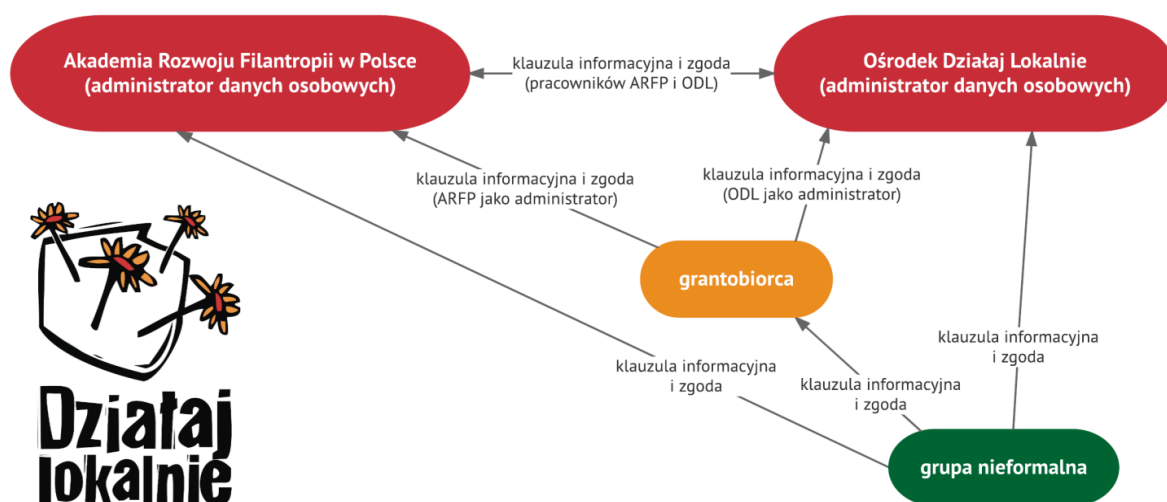 Akademia Rozwoju Filantropii w Polsce
(administrator danych osobowych)
klauzula informacyjna i zgoda
(pracowników ARFP i ODL)
Ośrodek Działaj Lokalnie
(administrator danych osobowych)
klauzula informacyjna i zgoda
(ARFP jako administrator)
klauzula informacyjna i zgoda
(ODL jako administrator)
grantobiorca
klauzula informacyjna
i zgoda
klauzula informacyjna
i zgoda
klauzula informacyjna
i zgoda
grupa nieformalna
Działaj
lokalnie